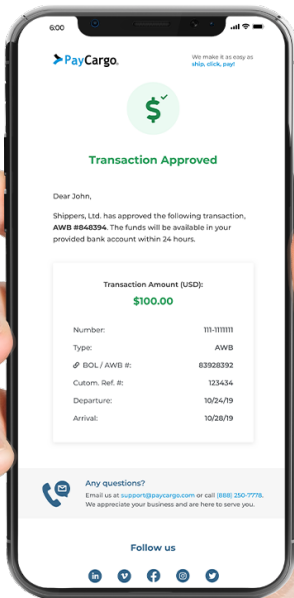 6:00
PayCargo.
We make it as easy as
ship, click, pay!
$
Transaction Approved
Dear John,
Shippers, Ltd. has approved the following transaction,
AWB #848394. The funds will be available in your
provided bank account within 24 hours.
Transaction Amount (USD):
$100.00
Number: 111-1111111
Type: AWB
BOL / AWB #: 83928392
Cutom. Ref. #: 123434
Departure: 10/24/19
Arrival: 10/28/19
Any questions?
Email us at support@paycargo.com or call (888) 250-7778.
We appreciate your business and are here to serve you.
Follow us